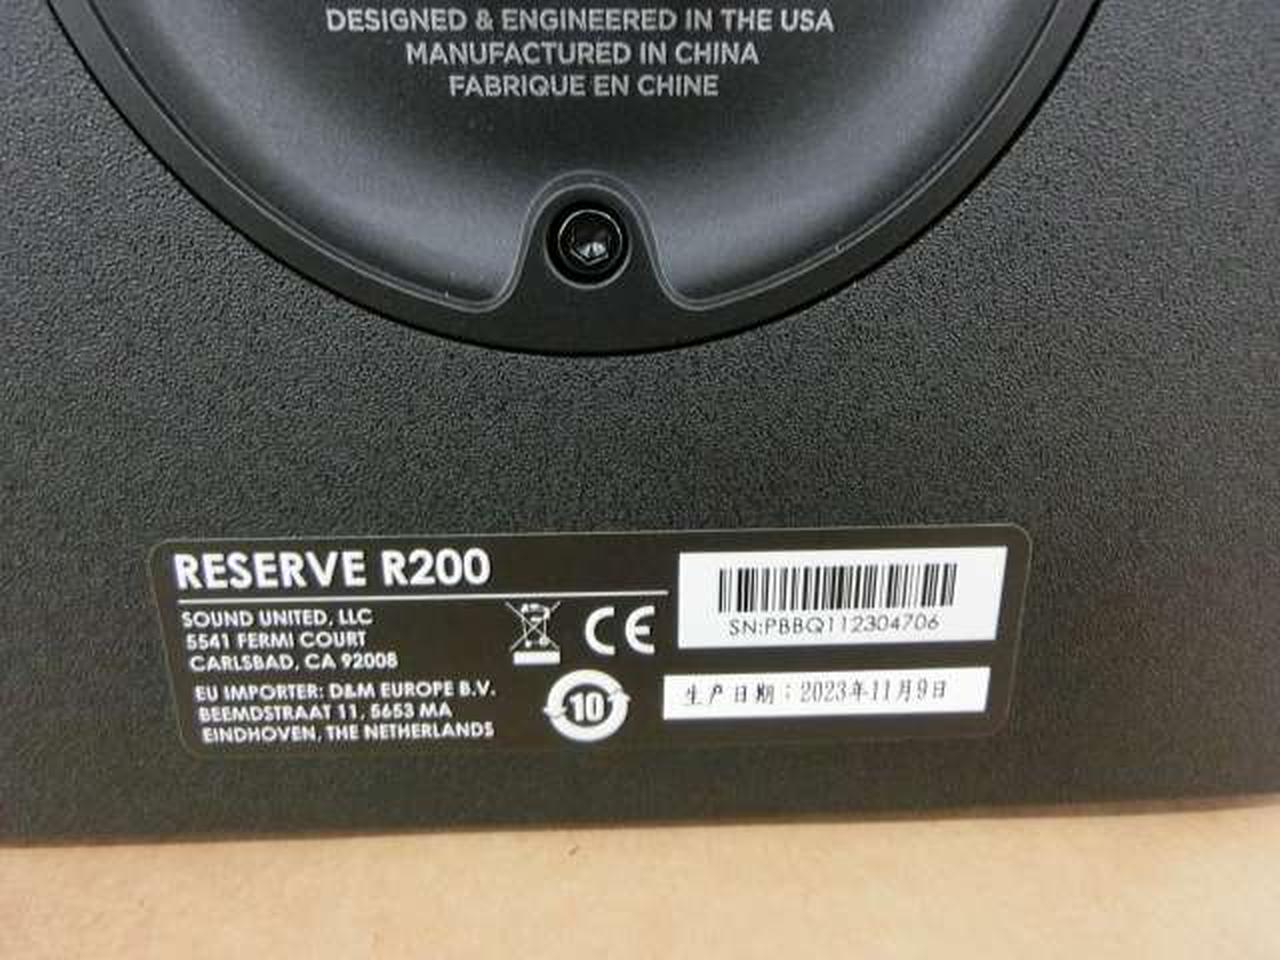 DESIGNED & ENGINEERED IN THE USA
MANUFACTURED IN CHINA
FABRIQUE EN CHINE
RESERVE R200
SOUND UNITED, LLC
5541 FERMI COURT
CARLSBAD, CA 92008
EU IMPORTER: D&M EUROPE B.V.
BEEMDSTRAAT 11, 5653 MA
EINDHOVEN, THE NETHERLANDS
CE
10
SN:PBBQ112304706
生产日期：2023年11月9日